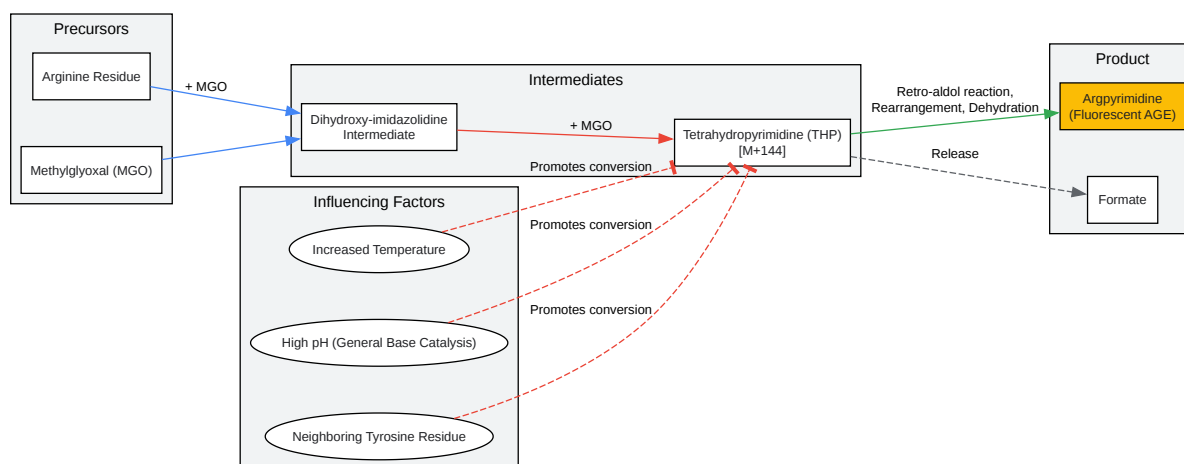 Precursors
Arginine Residue
Methylglyoxal (MGO)
+ MGO
Intermediates
Dihydroxy-imidazolidine
Intermediate
+ MGO
Tetrahydropyrimidine (THP)
[M+144]
Retro-aldol reaction,
Rearrangement, Dehydration
Release
Product
Argpyrimidine
(Fluorescent AGE)
Formate
Influencing Factors
Increased Temperature
High pH (General Base Catalysis)
Neighboring Tyrosine Residue
Promotes conversion
Promotes conversion
Promotes conversion